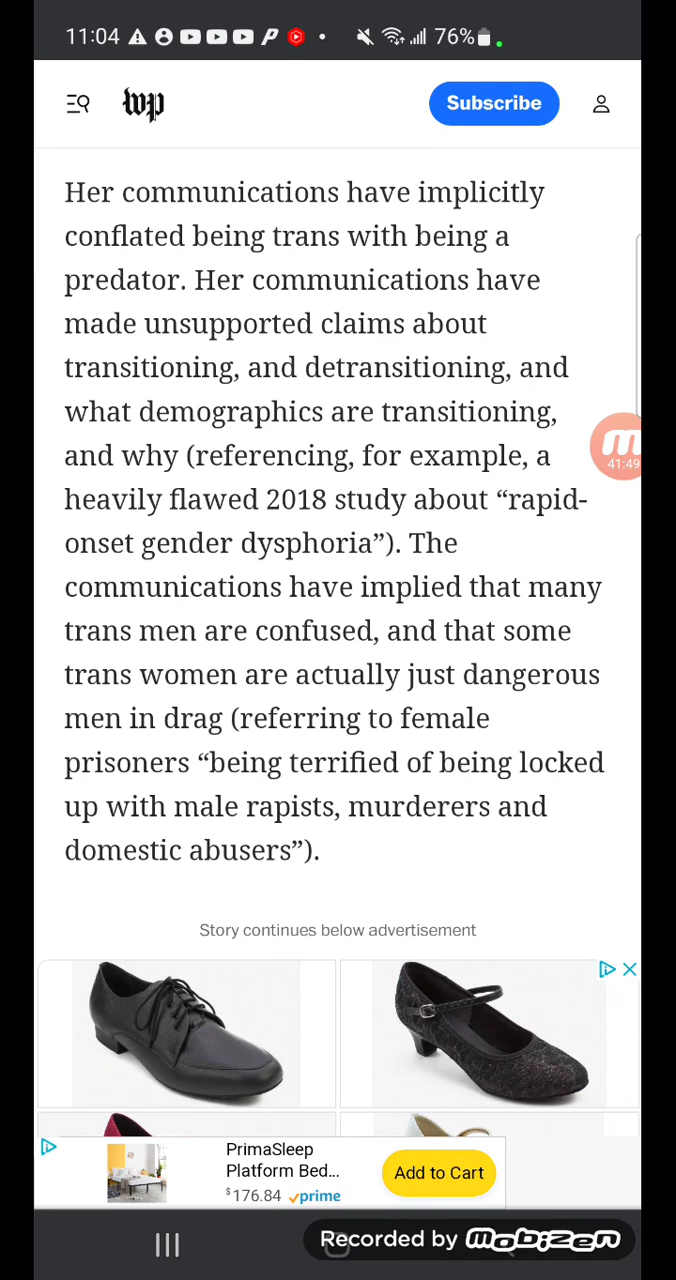 11:04
76%
wp
Subscribe
Her communications have implicitly
conflated being trans with being a
predator. Her communications have
made unsupported claims about
transitioning, and detransitioning, and
what demographics are transitioning,
and why (referencing, for example, a
heavily flawed 2018 study about “rapid-
onset gender dysphoria”). The
communications have implied that many
trans men are confused, and that some
trans women are actually just dangerous
men in drag (referring to female
prisoners “being terrified of being locked
up with male rapists, murderers and
domestic abusers”).
m
41:49
Story continues below advertisement
PrimaSleep
Platform Bed...
$176.84 prime
Add to Cart
Recorded by mobizen